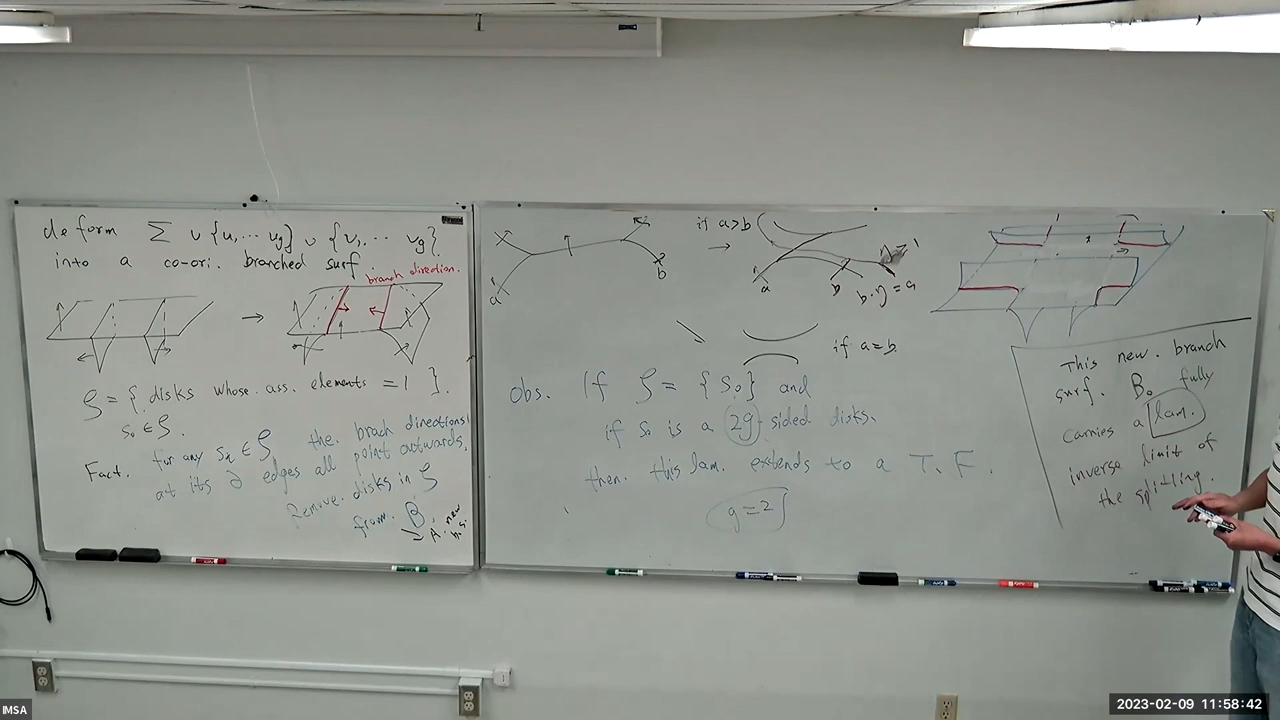 deform Σ ∪ {u, ... vg} ∪ {v, ... vg}
into a co-ori. branched surf.
branch direction.
ζ = { disks whose ass. elements = 1 }.
s₀ ∈ ζ.
Fact. for any sₐ ∈ ζ the. brach directions
at its ∂ edges all point outwards,
Remove. disks in ζ
from. B.
A. new
a
b
→
if a>b
a
b
b·η = a
if a=b.
obs. If ζ = {s₀} and
if s₀ is a 2g-sided disks.
then. this lam. extends to a T. F.
g=2
This new. branch
surf. B₀ fully
carries a lam.
inverse limit of
the splitting.
IMSA
2023-02-09 11:58:42